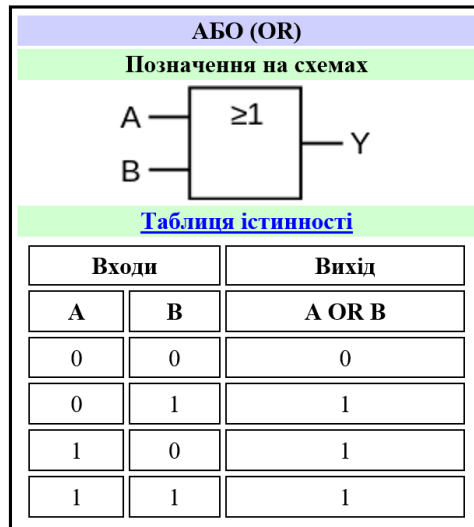 АБО (OR)
Позначення на схемах
A ≥1
Y
B
Таблиця істинності
Входи Вихід
A B A OR B
0 0 0
0 1 1
1 0 1
1 1 1